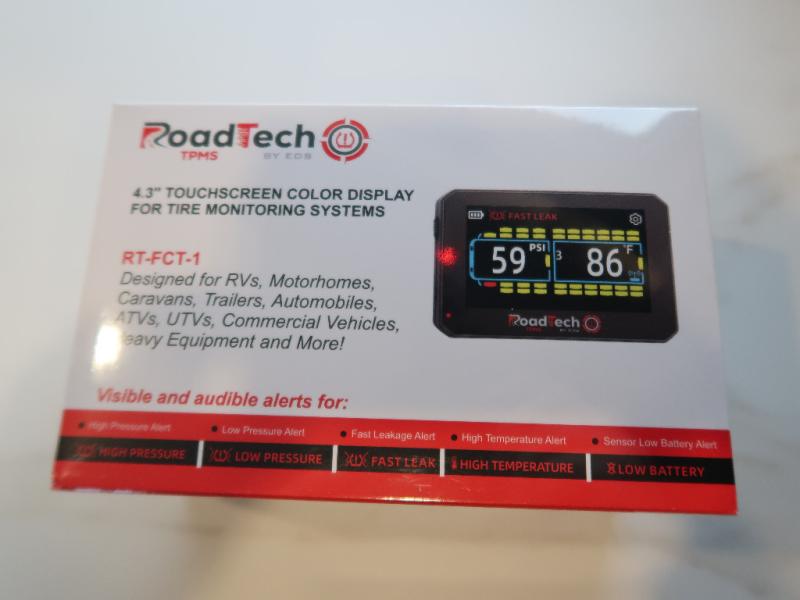 RoadTech
TPMS
BY EDS
4.3" TOUCHSCREEN COLOR DISPLAY
FOR TIRE MONITORING SYSTEMS
RT-FCT-1
Designed for RVs, Motorhomes,
Caravans, Trailers, Automobiles,
ATVs, UTVs, Commercial Vehicles,
Heavy Equipment and More!
FAST LEAK
59 PSI 3 86 °F
RoadTech
TPMS BY EDS
Visible and audible alerts for:
• High Pressure Alert • Low Pressure Alert • Fast Leakage Alert • High Temperature Alert • Sensor Low Battery Alert
HIGH PRESSURE LOW PRESSURE FAST LEAK HIGH TEMPERATURE LOW BATTERY